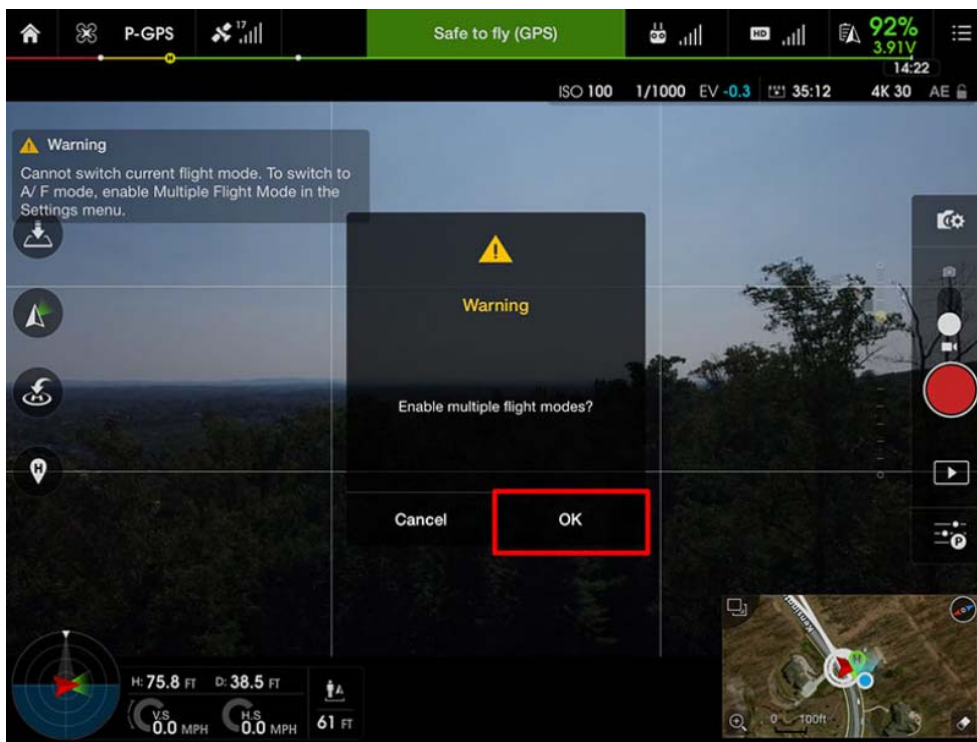 P-GPS
17
Safe to fly (GPS)
HD
92%
3.91V
H
14:22
ISO 100 1/1000 EV -0.3 35:12 4K 30 AE
Warning
Cannot switch current flight mode. To switch to
A/ F mode, enable Multiple Flight Mode in the
Settings menu.
Warning
Enable multiple flight modes?
Cancel
OK
H
P
Kensington
H
H: 75.8 FT D: 38.5 FT
V.S
0.0 MPH
H.S
0.0 MPH
61 FT
0 100ft